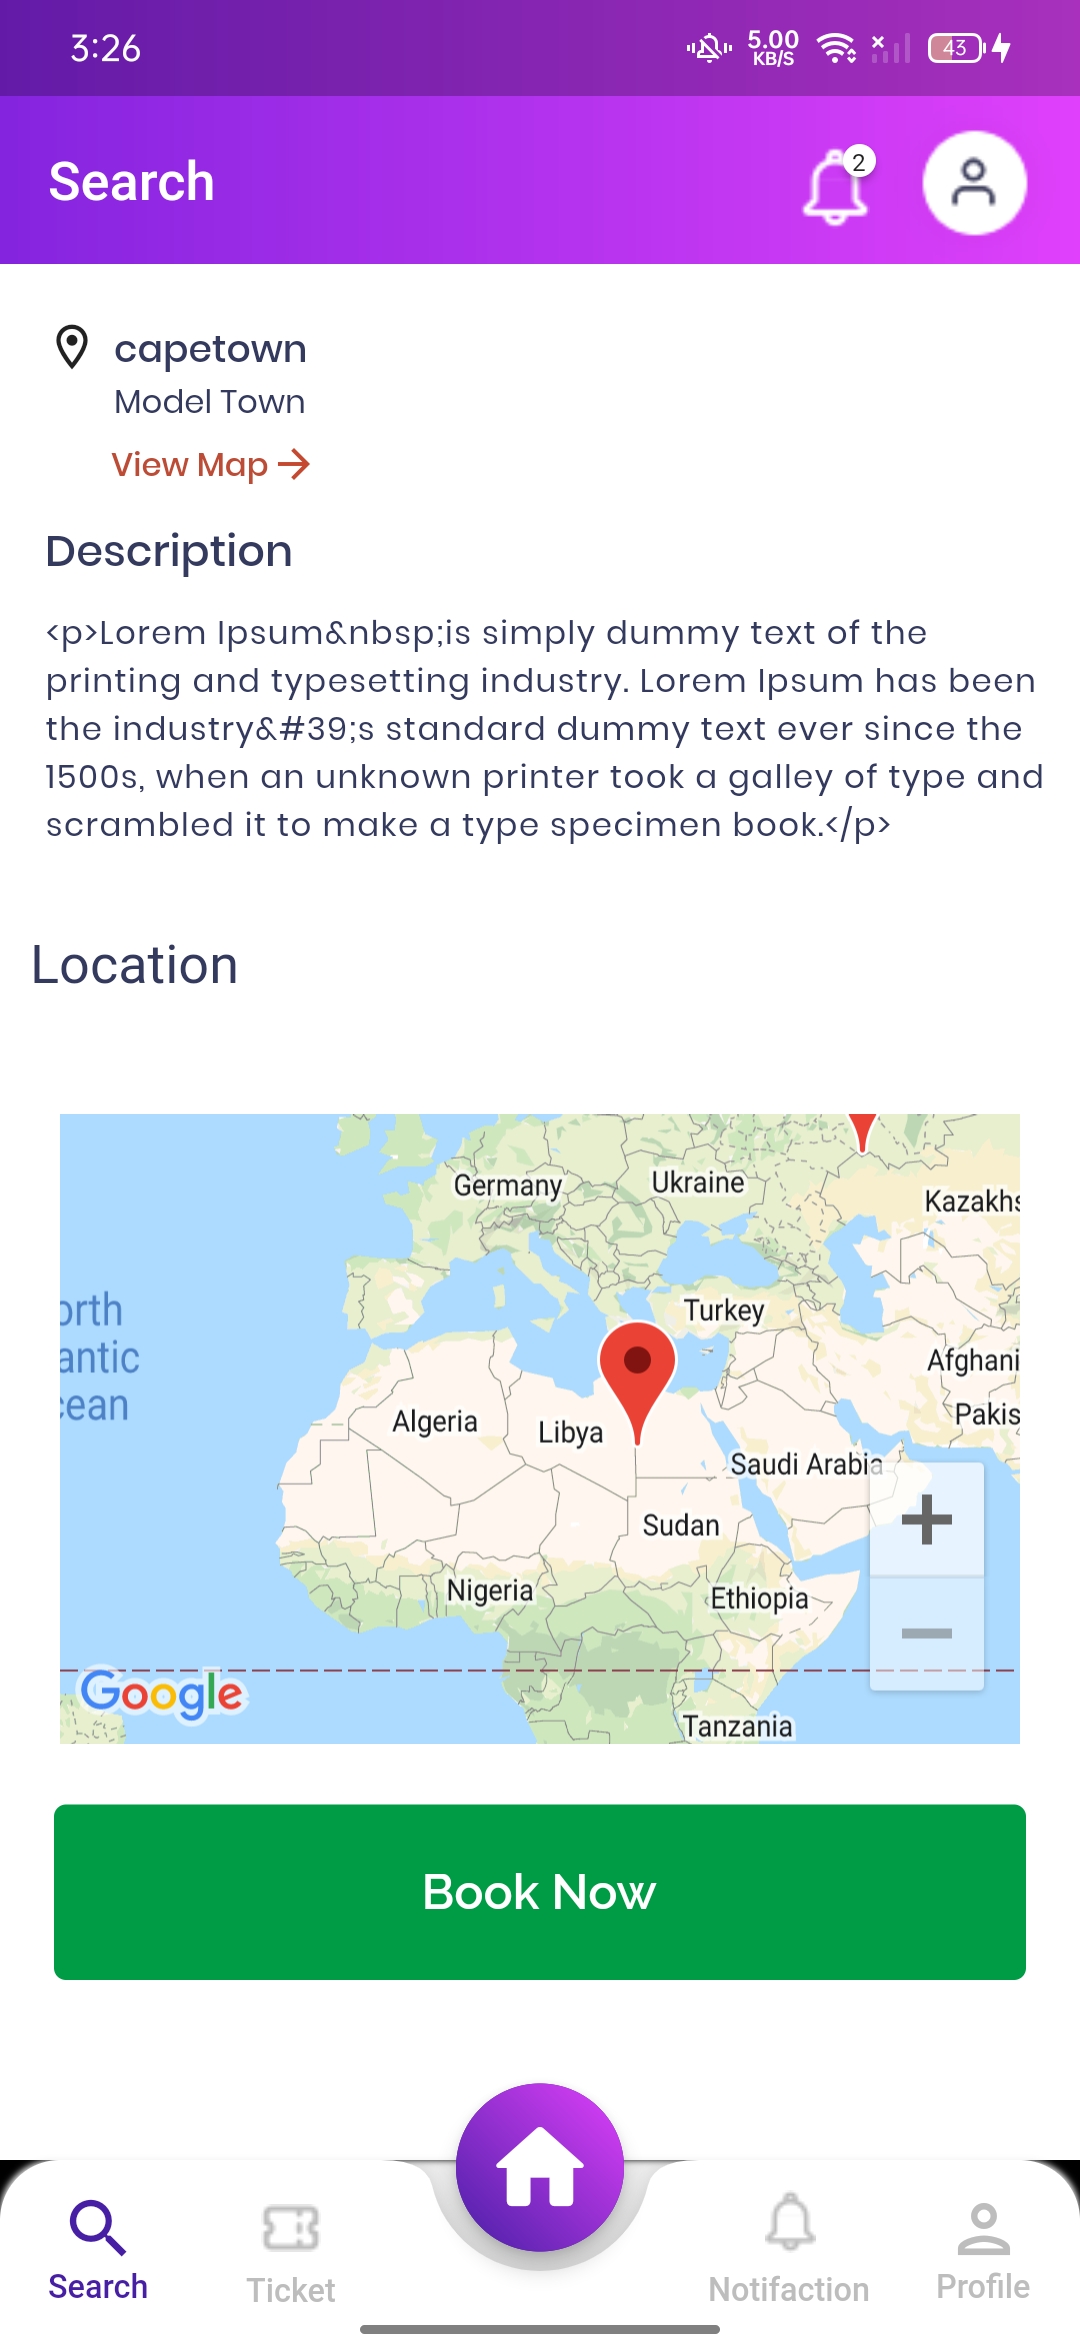 3:26
5.00
KB/S
43
Search
2
capetown
Model Town
View Map
Description
<p>Lorem Ipsum&nbsp;is simply dummy text of the
printing and typesetting industry. Lorem Ipsum has been
the industry&#39;s standard dummy text ever since the
1500s, when an unknown printer took a galley of type and
scrambled it to make a type specimen book.</p>
Location
Germany
Ukraine
Kazakhs
orth
antic
cean
Turkey
Afghani
Pakis
Algeria
Libya
Saudi Arabia
Sudan
Nigeria
Ethiopia
Google
Tanzania
Book Now
Search
Ticket
Notifaction
Profile